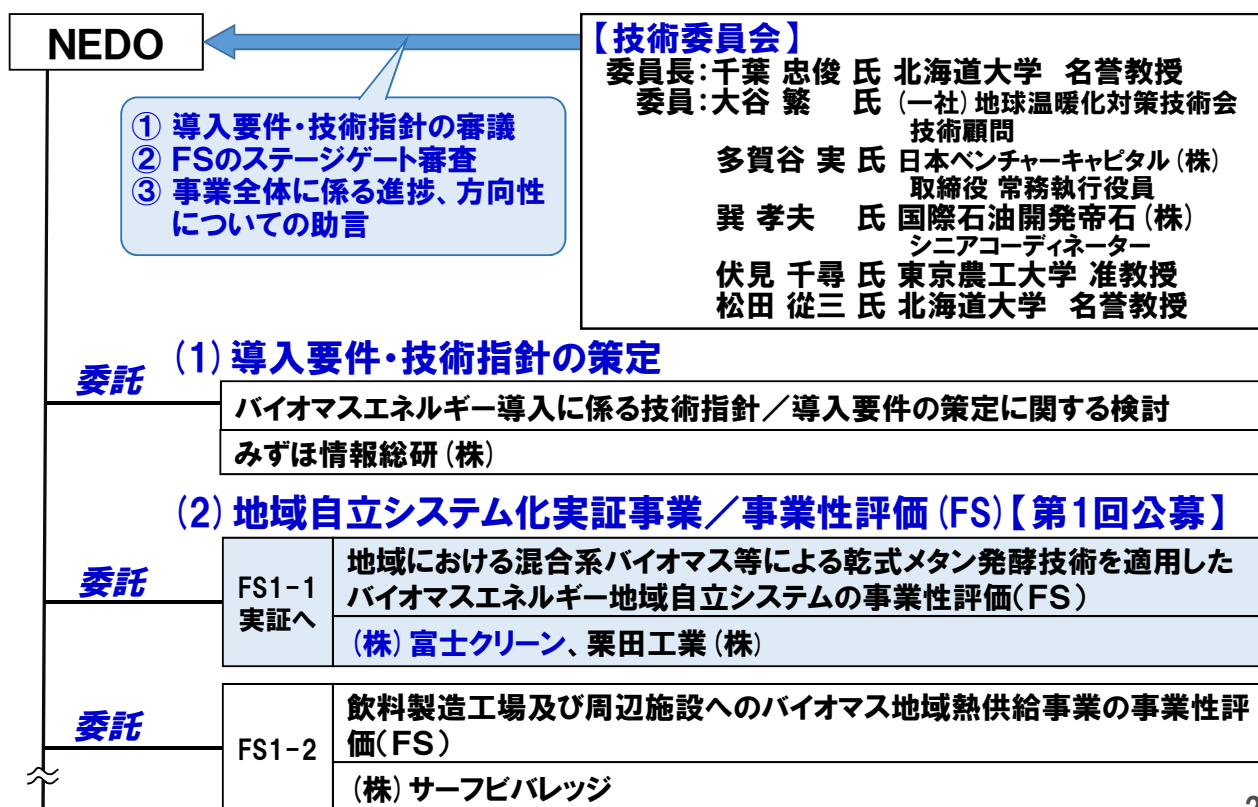 NEDO
【技術委員会】
委員長:千葉 忠俊 氏 北海道大学 名誉教授
委員:大谷 繁 氏 (一社)地球温暖化対策技術会
技術顧問
多賀谷 実 氏 日本ベンチャーキャピタル(株)
取締役 常務執行役員
巽 孝夫 氏 国際石油開発帝石(株)
シニアコーディネーター
伏見 千尋 氏 東京農工大学 准教授
松田 從三 氏 北海道大学 名誉教授
① 導入要件・技術指針の審議
② FSのステージゲート審査
③ 事業全体に係る進捗、方向性
についての助言
(1)導入要件・技術指針の策定
委託
バイオマスエネルギー導入に係る技術指針/導入要件の策定に関する検討
みずほ情報総研(株)
(2)地域自立システム化実証事業/事業性評価(FS)【第1回公募】
委託
FS1-1
実証へ
地域における混合系バイオマス等による乾式メタン発酵技術を適用した
バイオマスエネルギー地域自立システムの事業性評価(FS)
(株)富士クリーン、栗田工業(株)
委託
FS1-2
飲料製造工場及び周辺施設へのバイオマス地域熱供給事業の事業性評
価(FS)
(株)サーフビバレッジ